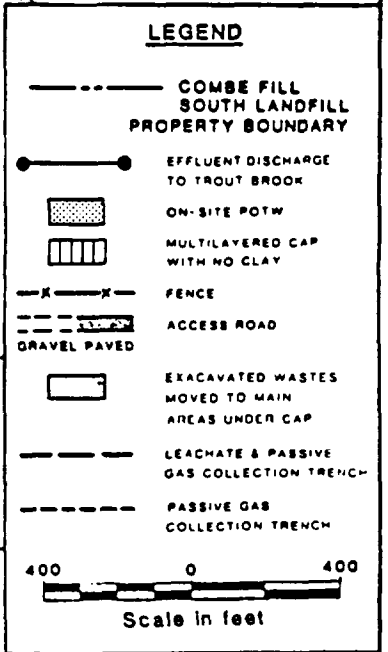 LEGEND
COMBE FILL
SOUTH LANDFILL
PROPERTY BOUNDARY
EFFLUENT DISCHARGE
TO TROUT BROOK
ON-SITE POTW
MULTILAYERED CAP
WITH NO CLAY
FENCE
ACCESS ROAD
GRAVEL PAVED
EXACAVATED WASTES
MOVED TO MAIN
AREAS UNDER CAP
LEACHATE & PASSIVE
GAS COLLECTION TRENCH
PASSIVE GAS
COLLECTION TRENCH
400 0 400
Scale in feet